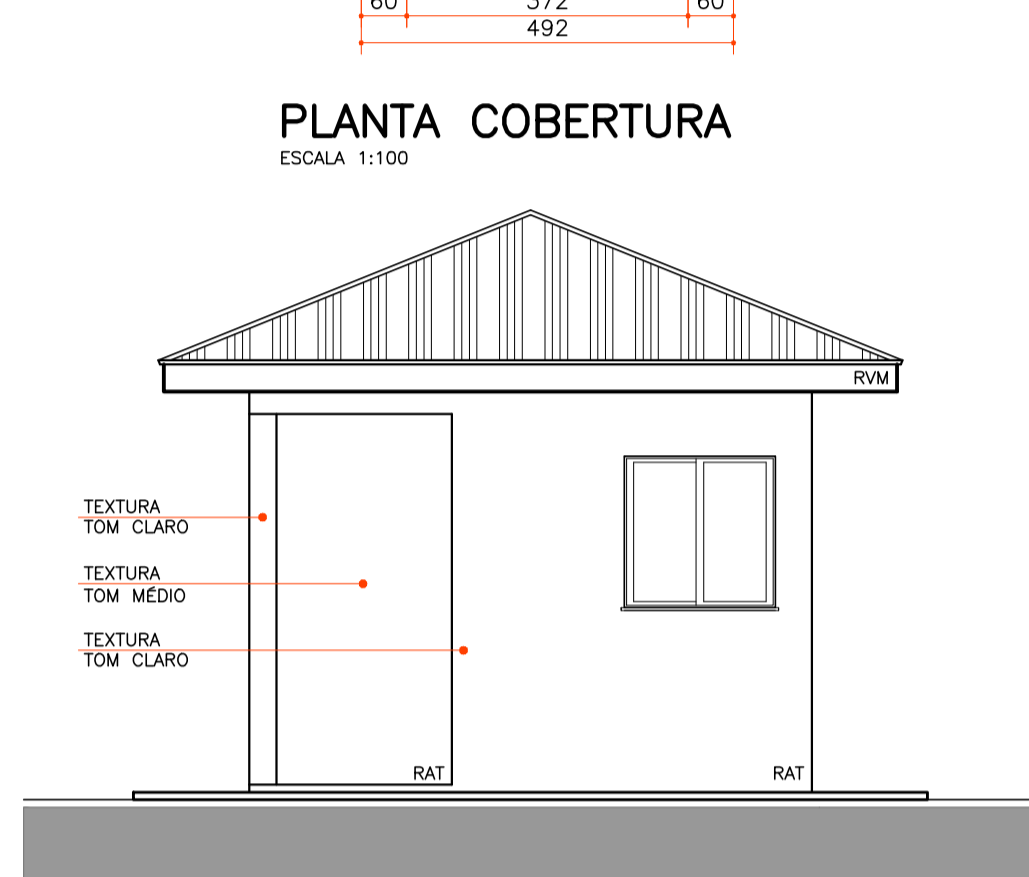 60 372 60
492
PLANTA COBERTURA
ESCALA 1:100
RVM
TEXTURA
TOM CLARO
TEXTURA
TOM MÉDIO
TEXTURA
TOM CLARO
RAT RAT